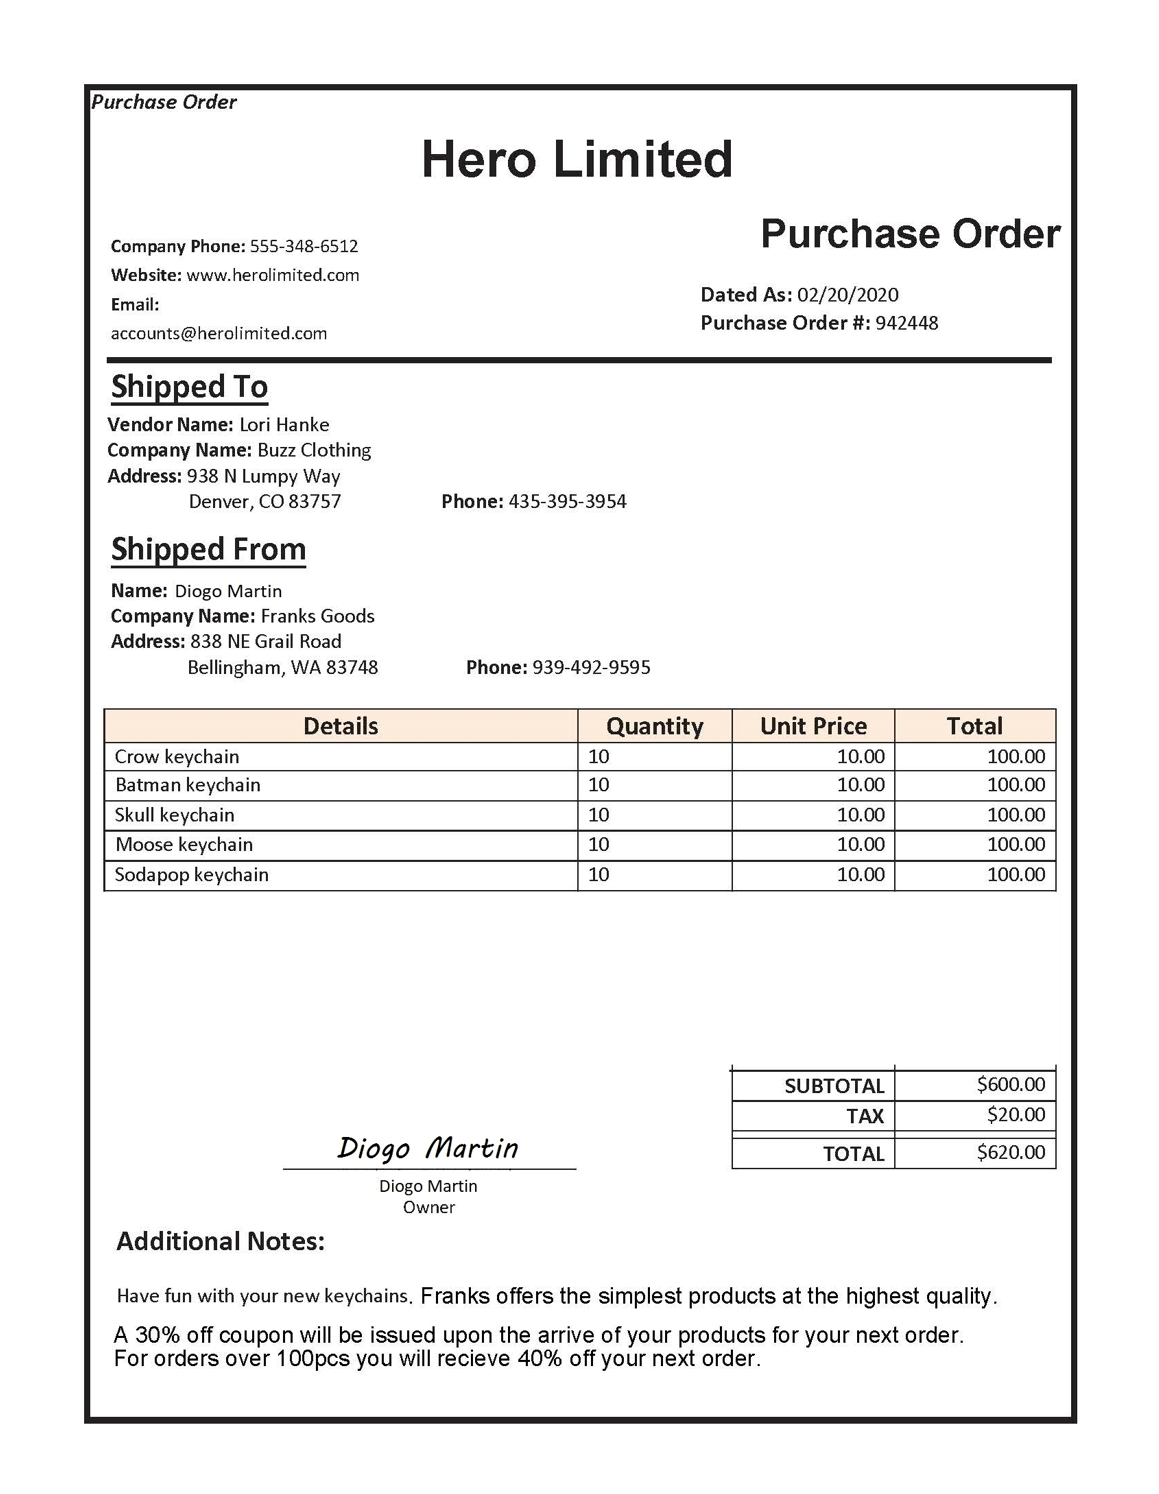 Purchase Order
Hero Limited
Purchase Order
Company Phone: 555-348-6512
Website: www.herolimited.com
Email:
accounts@herolimited.com
Dated As: 02/20/2020
Purchase Order #: 942448
Shipped To
Vendor Name: Lori Hanke
Company Name: Buzz Clothing
Address: 938 N Lumpy Way
Denver, CO 83757 Phone: 435-395-3954
Shipped From
Name: Diogo Martin
Company Name: Franks Goods
Address: 838 NE Grail Road
Bellingham, WA 83748 Phone: 939-492-9595
Details Quantity Unit Price Total
Crow keychain 10 10.00 100.00
Batman keychain 10 10.00 100.00
Skull keychain 10 10.00 100.00
Moose keychain 10 10.00 100.00
Sodapop keychain 10 10.00 100.00
SUBTOTAL $600.00
TAX $20.00
TOTAL $620.00
Diogo Martin
Diogo Martin
Owner
Additional Notes:
Have fun with your new keychains. Franks offers the simplest products at the highest quality.
A 30% off coupon will be issued upon the arrive of your products for your next order.
For orders over 100pcs you will recieve 40% off your next order.